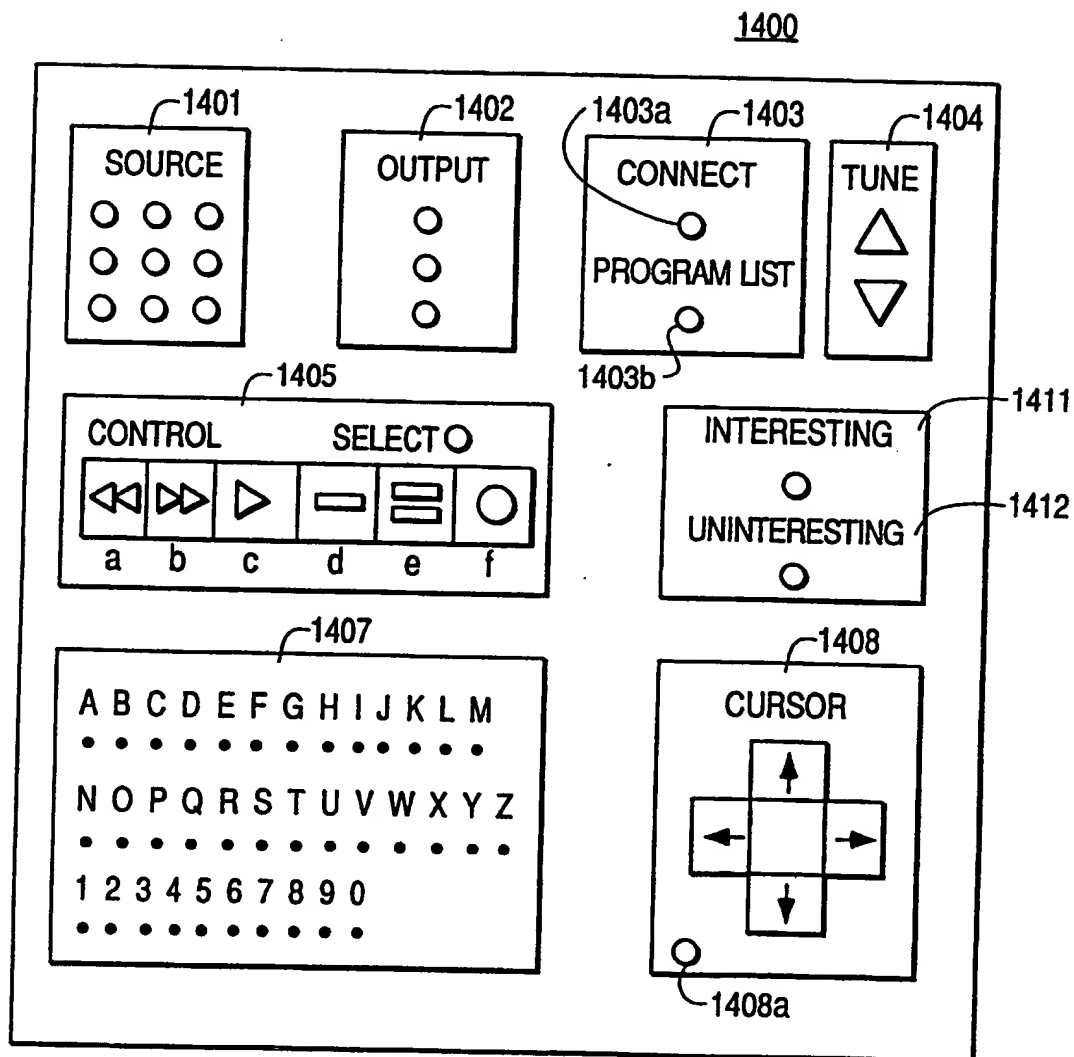 1400
1401
1402
1403a
1403
1404
SOURCE
OUTPUT
CONNECT
TUNE
PROGRAM LIST
1403b
1405
1411
CONTROL
SELECT
INTERESTING
UNINTERESTING
1412
a b c d e f
1407
1408
A B C D E F G H I J K L M
CURSOR
N O P Q R S T U V W X Y Z
1 2 3 4 5 6 7 8 9 0
1408a